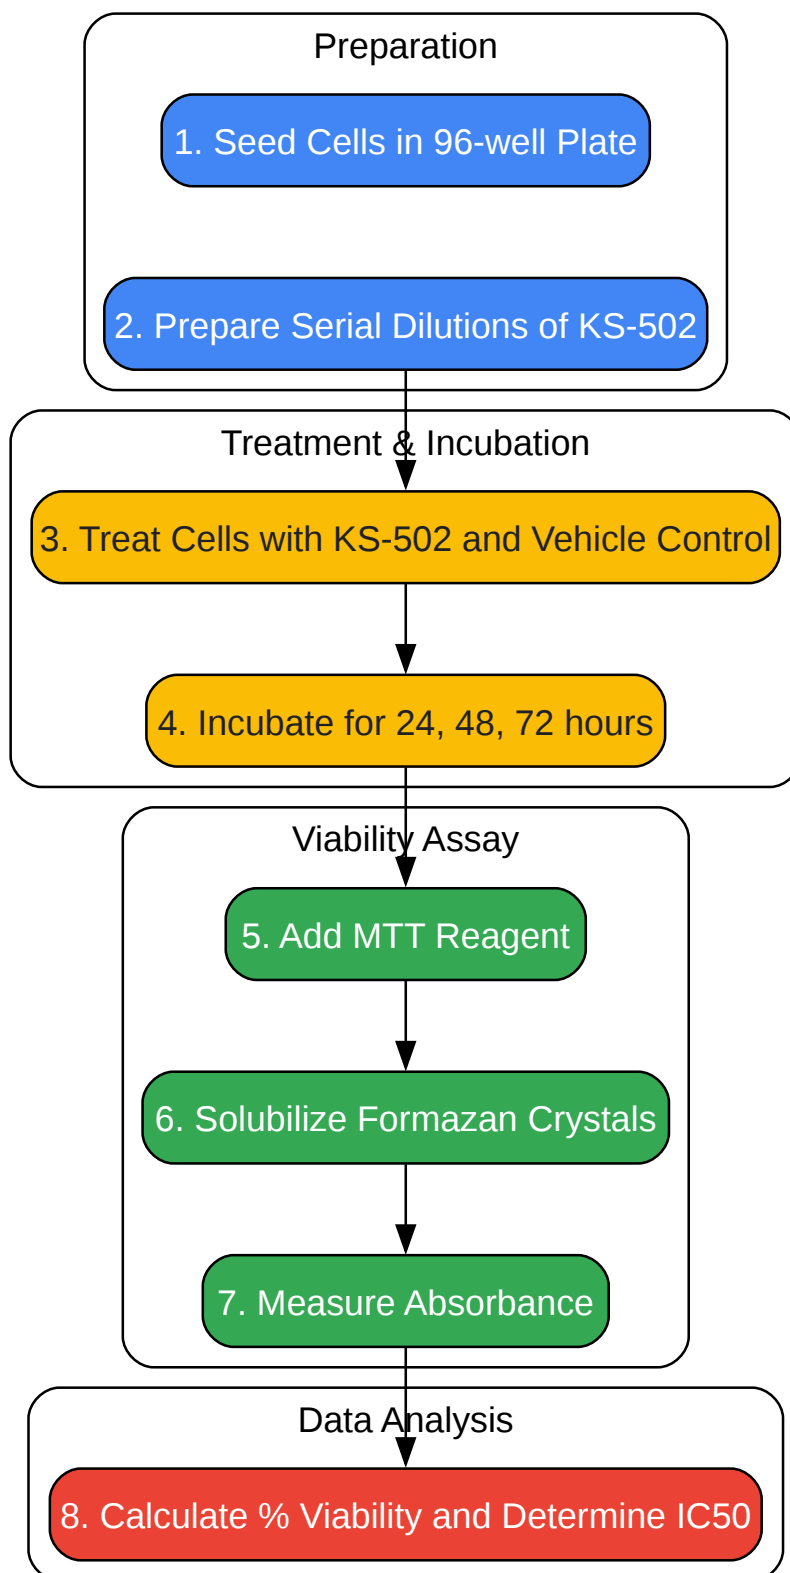 Preparation
1. Seed Cells in 96-well Plate
2. Prepare Serial Dilutions of KS-502
Treatment & Incubation
3. Treat Cells with KS-502 and Vehicle Control
4. Incubate for 24, 48, 72 hours
Viability Assay
5. Add MTT Reagent
6. Solubilize Formazan Crystals
7. Measure Absorbance
Data Analysis
8. Calculate % Viability and Determine IC50